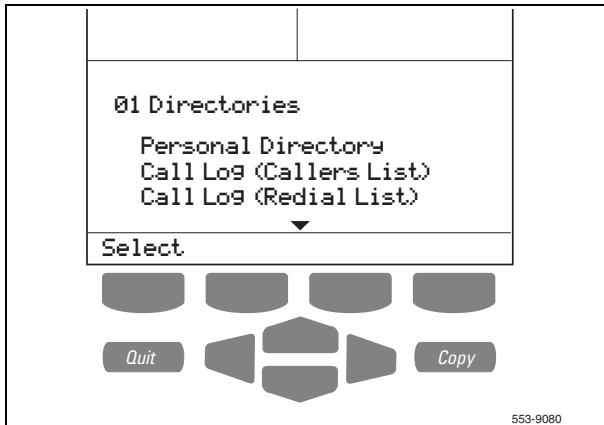 01 Directories
Personal Directory
Call Log (Callers List)
Call Log (Redial List)
Select
Quit
Copy
553-9080